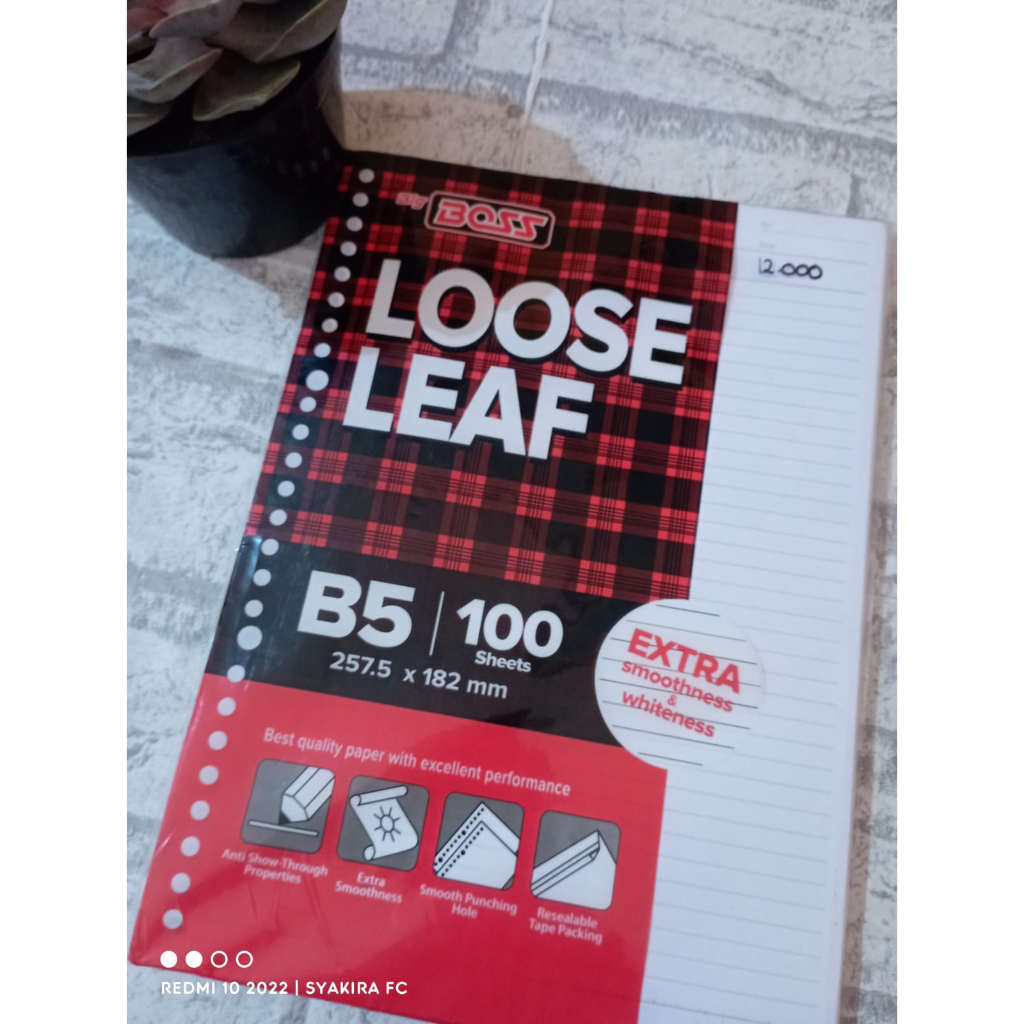 Big BOSS
LOOSE
LEAF
12.000
B5 | 100
Sheets
257.5 x 182 mm
EXTRA
smoothness
&
whiteness
Best quality paper with excellent performance
Anti Show-Through
Properties
Extra
Smoothness
Smooth Punching
Hole
Resealable
Tape Packing
REDMI 10 2022 | SYAKIRA FC